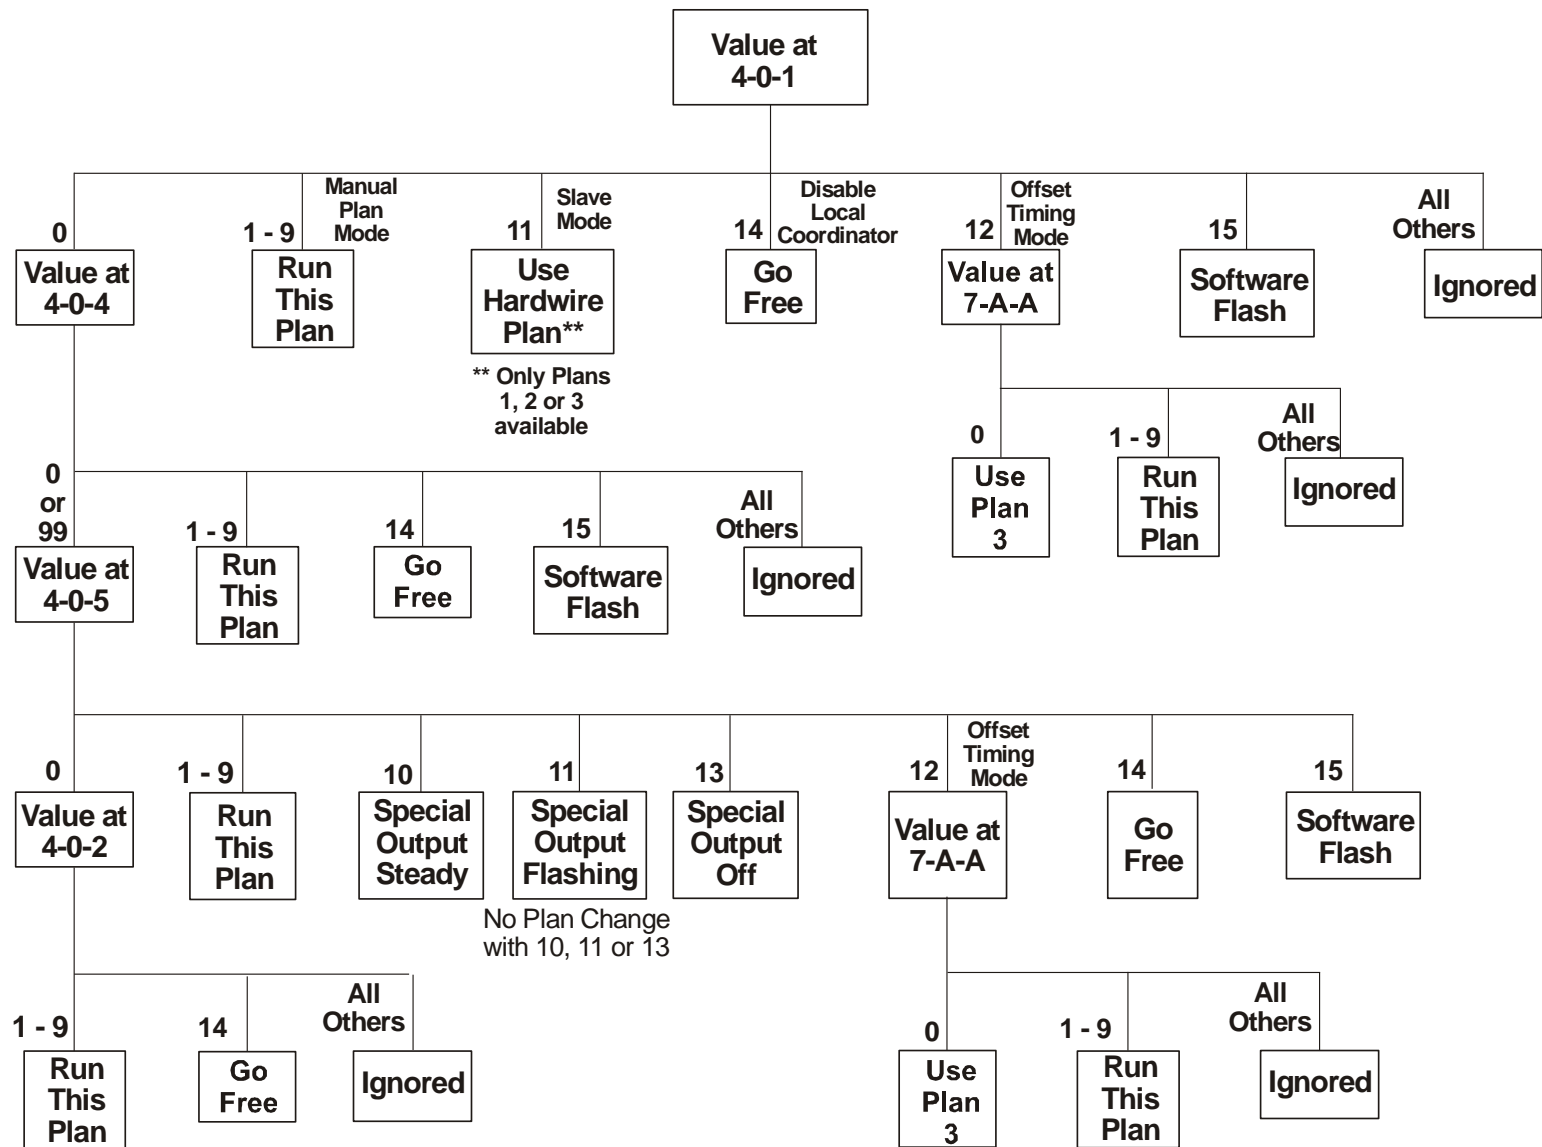 Value at
4-0-1
0
Value at
4-0-4
Manual
Plan
Mode
1 - 9
Run
This
Plan
Slave
Mode
11
Use
Hardwire
Plan**
** Only Plans
1, 2 or 3
available
Disable
Local
Coordinator
14
Go
Free
Offset
Timing
Mode
12
Value at
7-A-A
15
Software
Flash
All
Others
Ignored
0
Use
Plan
3
1 - 9
Run
This
Plan
All
Others
Ignored
0
or
99
Value at
4-0-5
1 - 9
Run
This
Plan
14
Go
Free
15
Software
Flash
All
Others
Ignored
0
Value at
4-0-2
1 - 9
Run
This
Plan
10
Special
Output
Steady
11
Special
Output
Flashing
13
Special
Output
Off
No Plan Change
with 10, 11 or 13
Offset
Timing
Mode
12
Value at
7-A-A
14
Go
Free
15
Software
Flash
1 - 9
Run
This
Plan
14
Go
Free
All
Others
Ignored
0
Use
Plan
3
1 - 9
Run
This
Plan
All
Others
Ignored